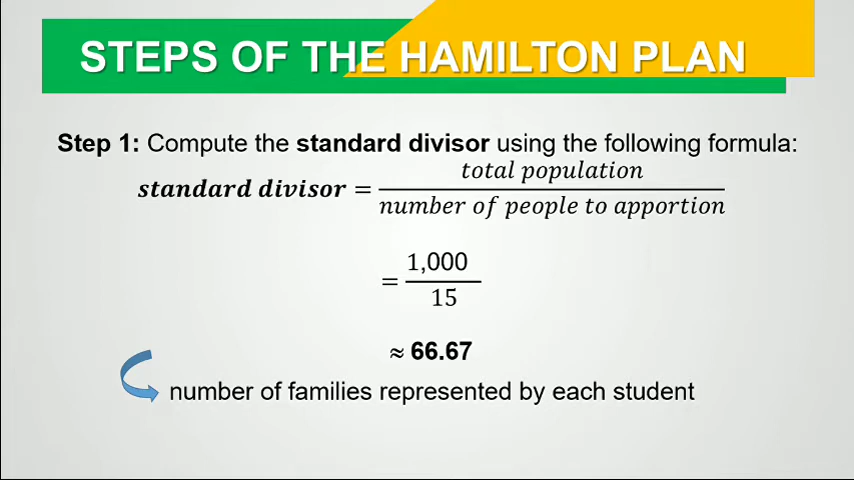 STEPS OF THE HAMILTON PLAN
Step 1: Compute the standard divisor using the following formula:
standard divisor = total population / number of people to apportion
= 1,000 / 15
≈ 66.67
number of families represented by each student